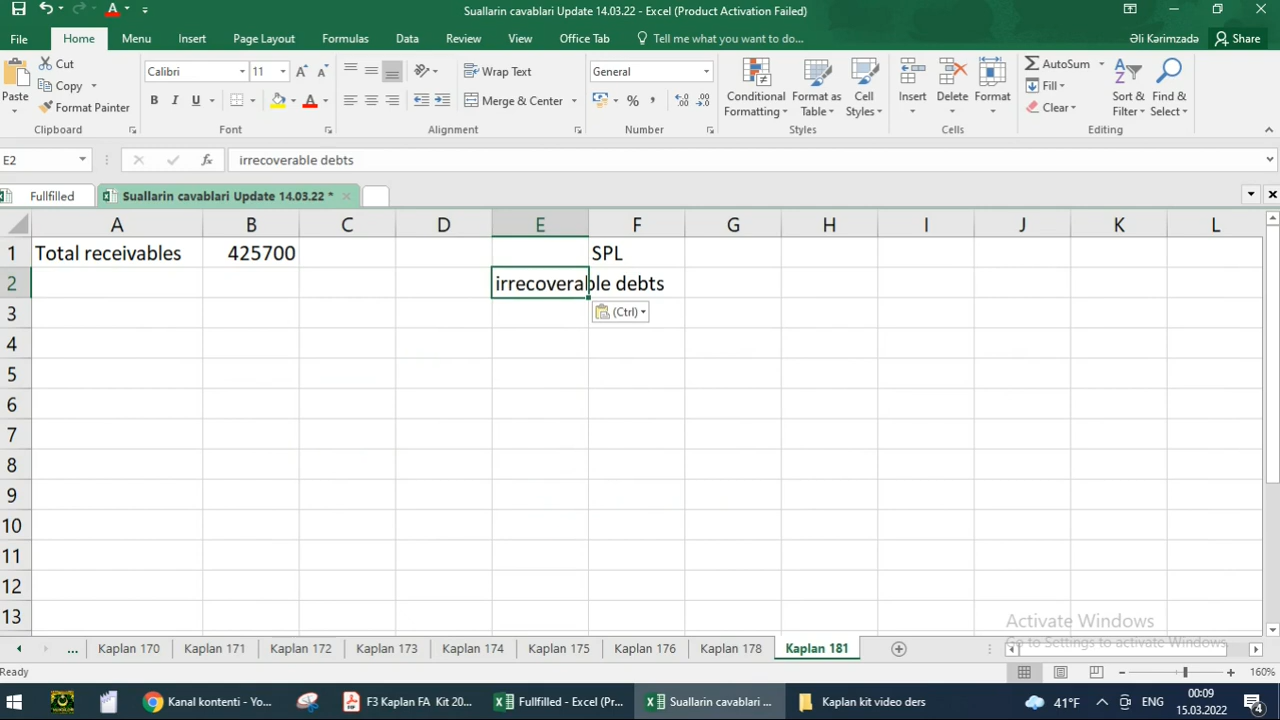 Suallarin cavablari Update 14.03.22 - Excel (Product Activation Failed)
File Home Menu Insert Page Layout Formulas Data Review View Office Tab Tell me what you want to do... Əli Kərimzadə Share
Paste Cut Copy Format Painter Clipboard
Calibri 11 B I U A Font
Wrap Text Merge & Center Alignment
General % , Number
Conditional Formatting Format as Table Cell Styles Styles
Insert Delete Format Cells
AutoSum Fill Clear Sort & Filter Find & Select Editing
E2 fx irrecoverable debts
Fullfilled Suallarin cavablari Update 14.03.22 *
A B C D E F G H I J K L
1 Total receivables 425700 SPL
2 irrecoverable debts
3 (Ctrl)
4
5
6
7
8
9
10
11
12
13
Activate Windows
Go to Settings to activate Windows.
... Kaplan 170 Kaplan 171 Kaplan 172 Kaplan 173 Kaplan 174 Kaplan 175 Kaplan 176 Kaplan 178 Kaplan 181
Ready 160%
Kanal kontenti - Yo... F3 Kaplan FA Kit 20... Fullfilled - Excel (Pr... Suallarin cavablari ... Kaplan kit video ders 41°F ENG 00:09
15.03.2022 4